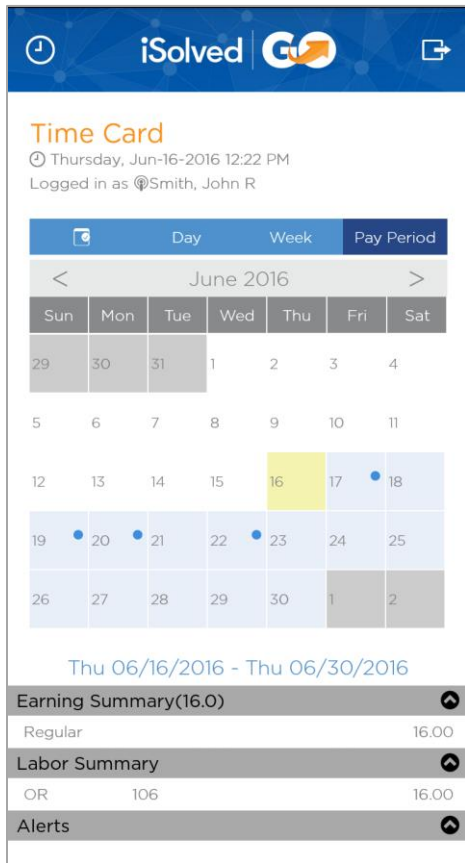 iSolved GO
Time Card
Thursday, Jun-16-2016 12:22 PM
Logged in as Smith, John R
Day Week Pay Period
< June 2016 >
Sun Mon Tue Wed Thu Fri Sat
29 30 31 1 2 3 4
5 6 7 8 9 10 11
12 13 14 15 16 17 18
19 20 21 22 23 24 25
26 27 28 29 30 1 2
Thu 06/16/2016 - Thu 06/30/2016
Earning Summary(16.0)
Regular 16.00
Labor Summary
OR 106 16.00
Alerts